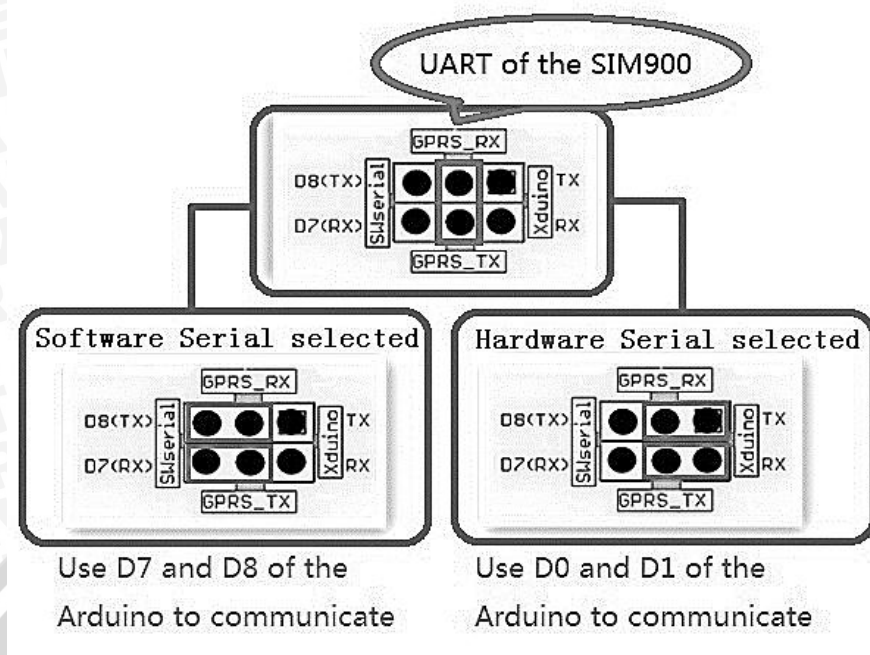 UART of the SIM900
GPRS_RX
D8(TX) SWserial Xduino TX
D7(RX) RX
GPRS_TX
Software Serial selected
GPRS_RX
D8(TX) SWserial Xduino TX
D7(RX) RX
GPRS_TX
Use D7 and D8 of the
Arduino to communicate
Hardware Serial selected
GPRS_RX
D8(TX) SWserial Xduino TX
D7(RX) RX
GPRS_TX
Use D0 and D1 of the
Arduino to communicate